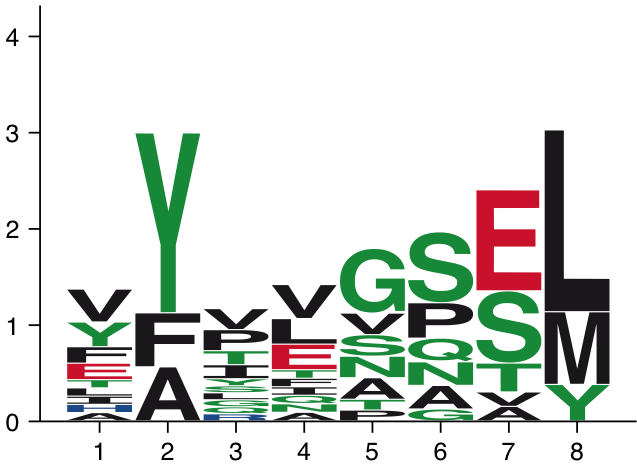 4
3
2
1
0
V Y F E T I H A
Y F A
V P T I Y S G R
V L E T I Q N A
G V S N A T P
S P Q N A G
E S T V A
L M Y
1 2 3 4 5 6 7 8